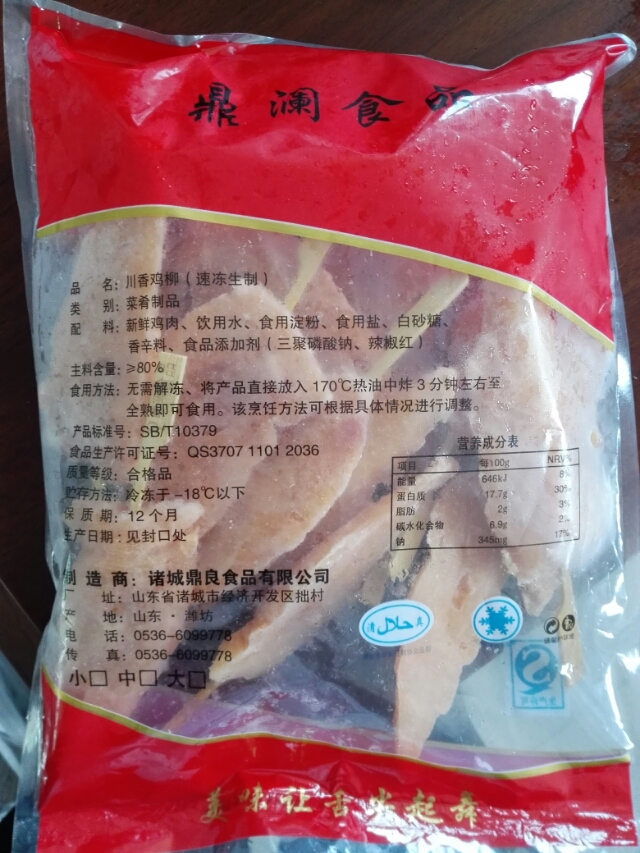 鼎澜食品
品 名：川香鸡柳（速冻生制）
类 别：菜肴制品
配 料：新鲜鸡肉、饮用水、食用淀粉、食用盐、白砂糖、
香辛料、食品添加剂（三聚磷酸钠、辣椒红）
主料含量：≥80%
食用方法：无需解冻、将产品直接放入170℃热油中炸3分钟左右至
全熟即可食用。该烹饪方法可根据具体情况进行调整。
产品标准号：SB/T10379
食品生产许可证号：QS3707 1101 2036
质量等级：合格品
贮存方法：冷冻于-18℃以下
保 质 期：12个月
生产日期：见封口处
营养成分表
项目 每100g NRV%
能量 646kJ 8%
蛋白质 17.7g 30%
脂肪 2g 3%
碳水化合物 6.9g 2%
钠 345mg 17%
制 造 商：诸城鼎良食品有限公司
厂 址：山东省诸城市经济开发区拙村
产 地：山东·潍坊
电 话：0536-6099778
传 真：0536-6099778
小□ 中□ 大□
清 حلال 真
美味让舌尖起舞